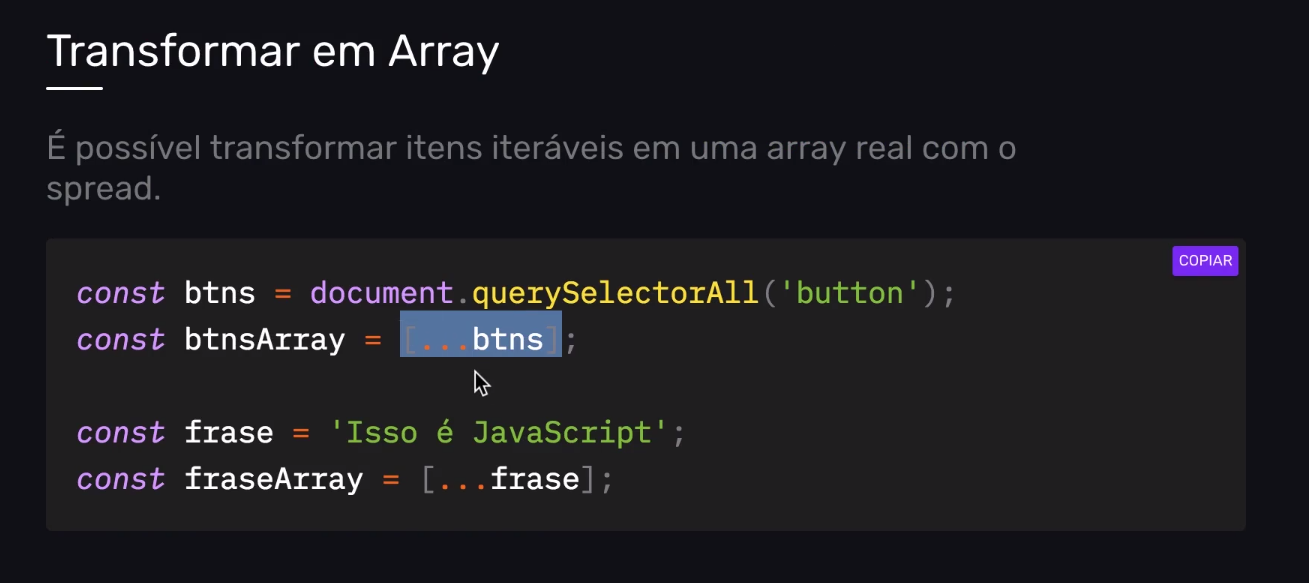 Transformar em Array
É possível transformar itens iteráveis em uma array real com o
spread.
COPIAR
const btns = document.querySelectorAll('button');
const btnsArray = [...btns];
const frase = 'Isso é JavaScript';
const fraseArray = [...frase];